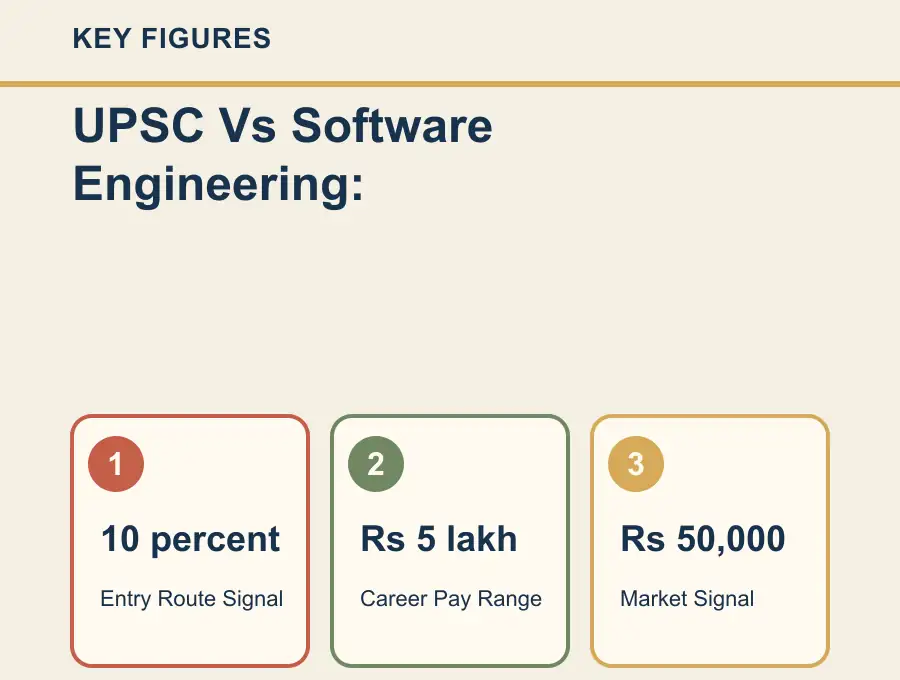 KEY FIGURES
UPSC Vs Software
Engineering:
1
10 percent
Entry Route Signal
2
Rs 5 lakh
Career Pay Range
3
Rs 50,000
Market Signal